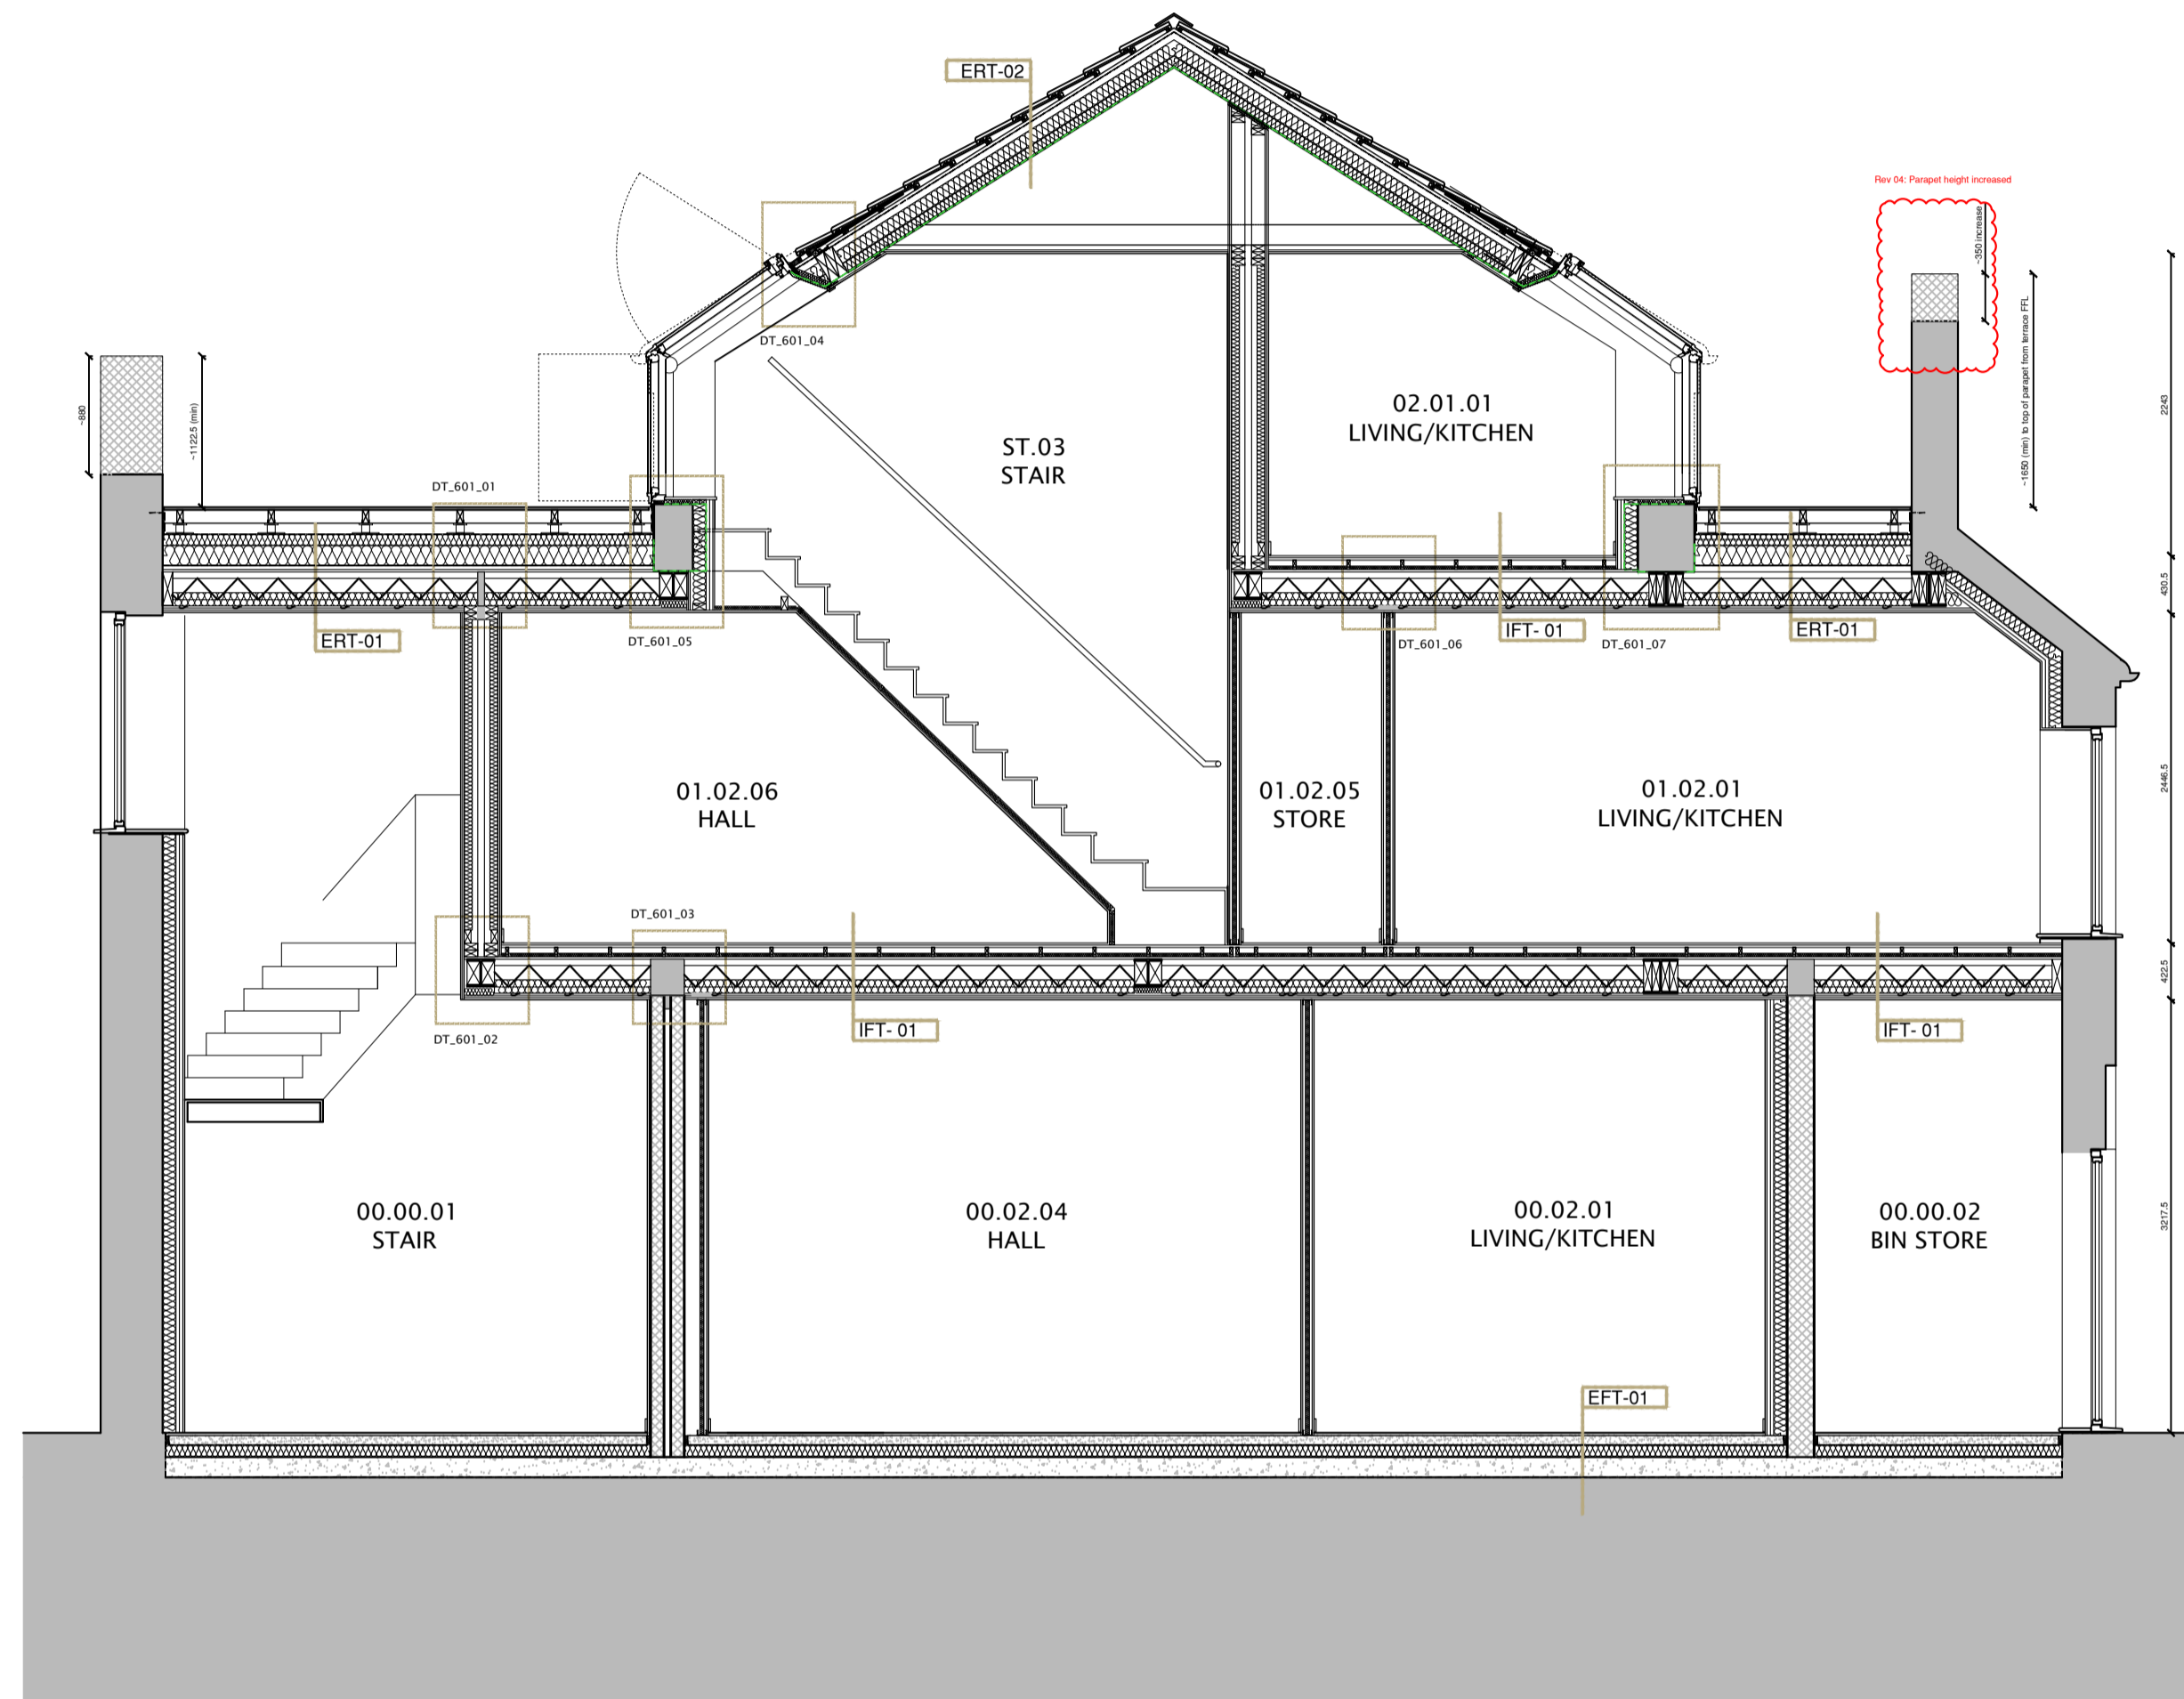 ERT-02
Rev 04: Parapet height increased
~350 increase
~1650 (min) to top of parapet from terrace FFL
DT_601_04
~880
~1122.5 (min)
2243
02.01.01
LIVING/KITCHEN
ST.03
STAIR
DT_601_01
430.5
ERT-01
DT_601_05
DT_601_06
IFT- 01
DT_601_07
ERT-01
01.02.06
HALL
01.02.05
STORE
01.02.01
LIVING/KITCHEN
2446.5
DT_601_03
422.5
DT_601_02
IFT- 01
IFT- 01
00.00.01
STAIR
00.02.04
HALL
00.02.01
LIVING/KITCHEN
00.00.02
BIN STORE
3217.5
EFT-01